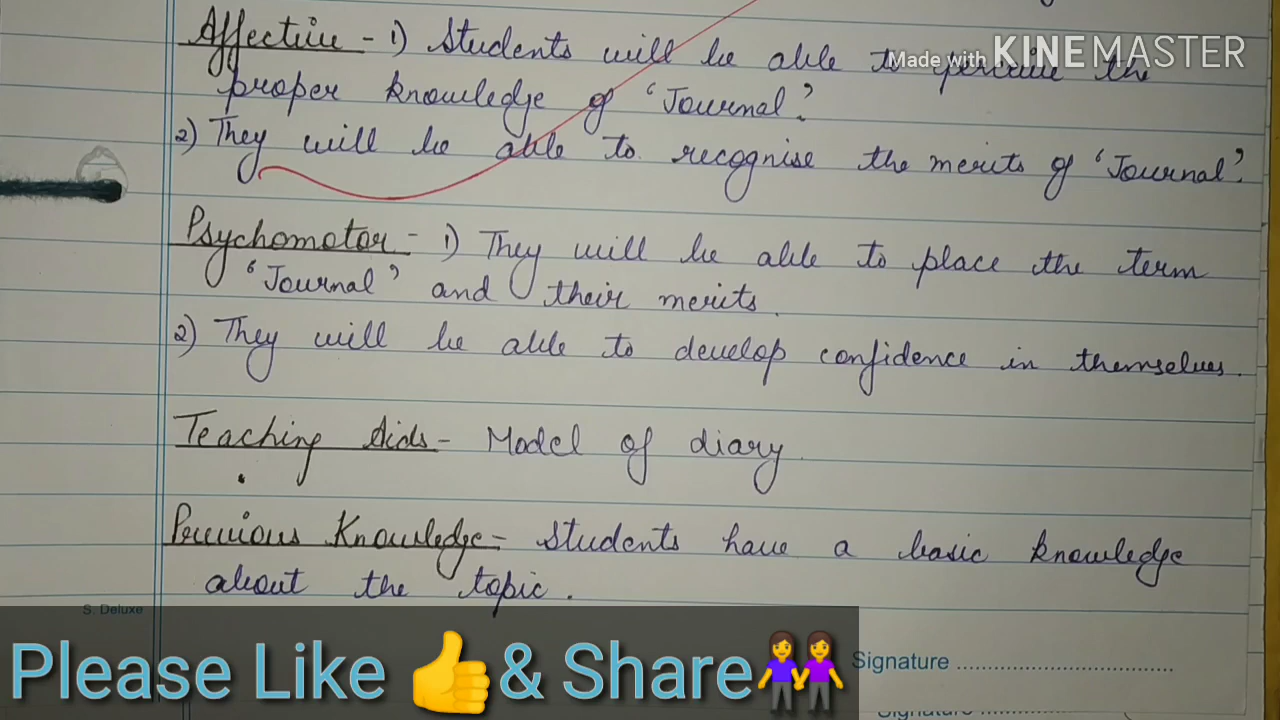 Affective - 1) Students will be able to perceive the
Made with KINEMASTER
proper knowledge of 'Journal'.
2) They will be able to recognise the merits of 'Journal'.
Psychomotor - 1) They will be able to place the term
'Journal' and their merits.
2) They will be able to develop confidence in themselves.
Teaching Aids - Model of diary.
Previous Knowledge - Students have a basic knowledge
about the topic.
S. Deluxe
Please Like 👍& Share👭
Signature ....................................
Signature